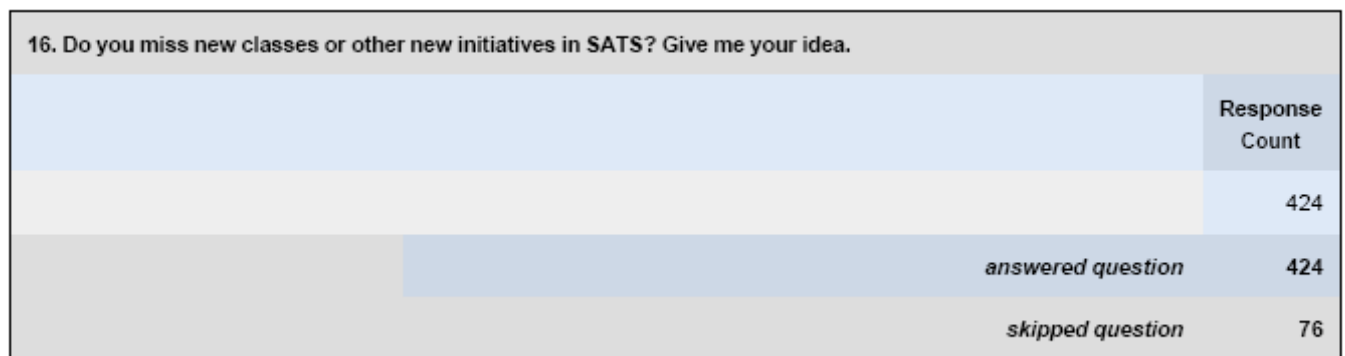 16. Do you miss new classes or other new initiatives in SATS? Give me your idea.
Response
Count
424
answered question 424
skipped question 76